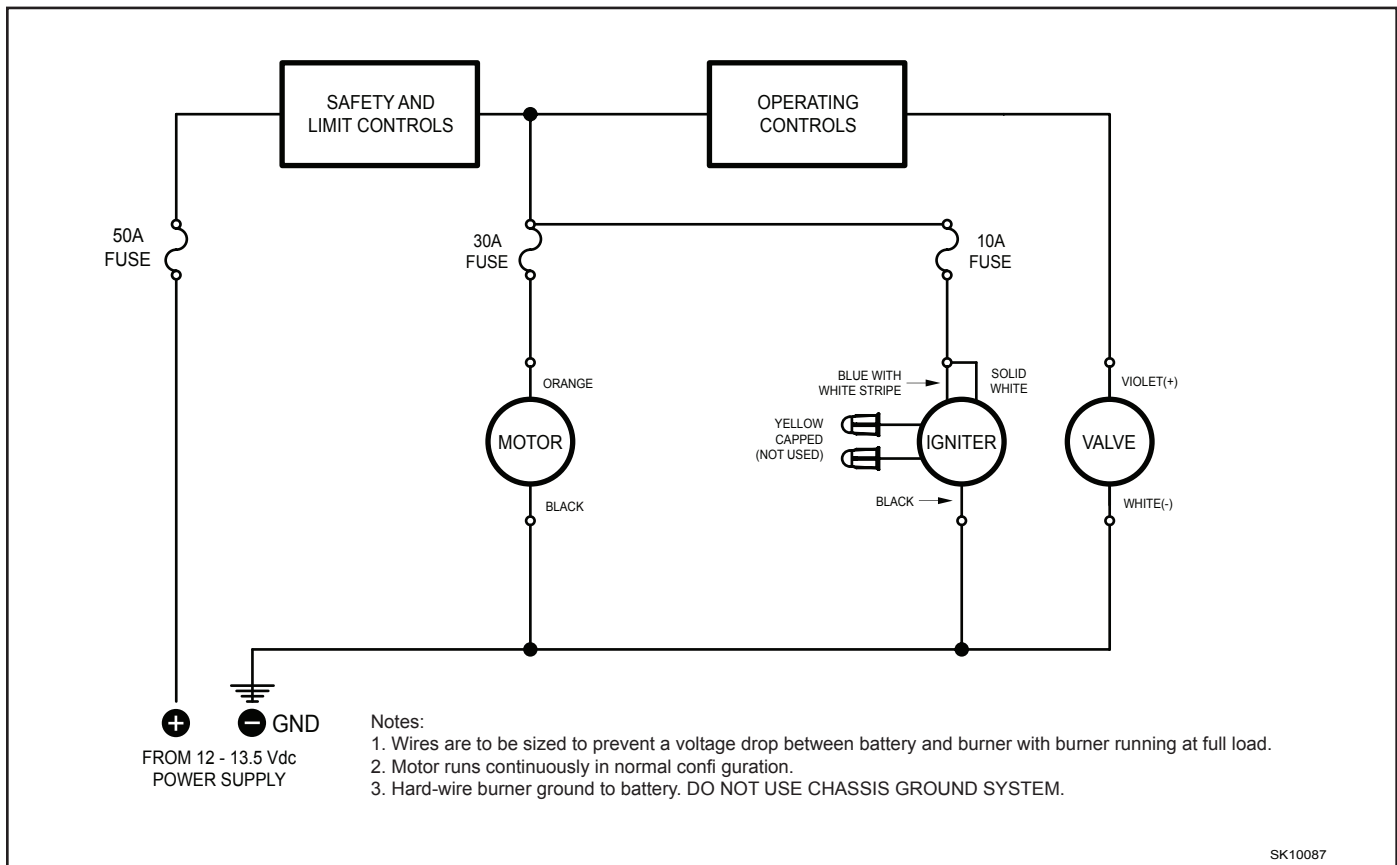 SAFETY AND
LIMIT CONTROLS
OPERATING
CONTROLS
50A
FUSE
30A
FUSE
10A
FUSE
ORANGE
BLUE WITH
WHITE STRIPE
SOLID
WHITE
VIOLET(+)
YELLOW
CAPPED
(NOT USED)
MOTOR
IGNITER
VALVE
BLACK
BLACK
WHITE(-)
+
- GND
FROM 12 - 13.5 Vdc
POWER SUPPLY
Notes:
1. Wires are to be sized to prevent a voltage drop between battery and burner with burner running at full load.
2. Motor runs continuously in normal confi guration.
3. Hard-wire burner ground to battery. DO NOT USE CHASSIS GROUND SYSTEM.
SK10087